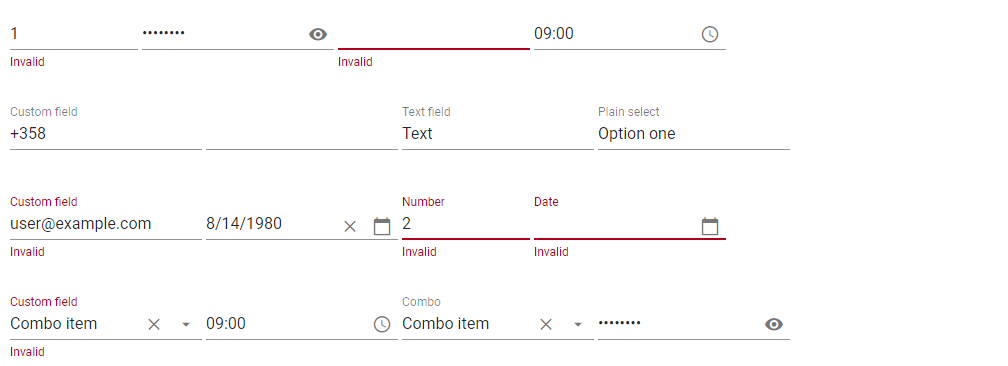 1 •••••••• 09:00
Invalid Invalid
Custom field Text field Plain select
+358 Text Option one
Custom field Number Date
user@example.com 8/14/1980 2
Invalid Invalid Invalid
Custom field Combo
Combo item 09:00 Combo item ••••••••
Invalid